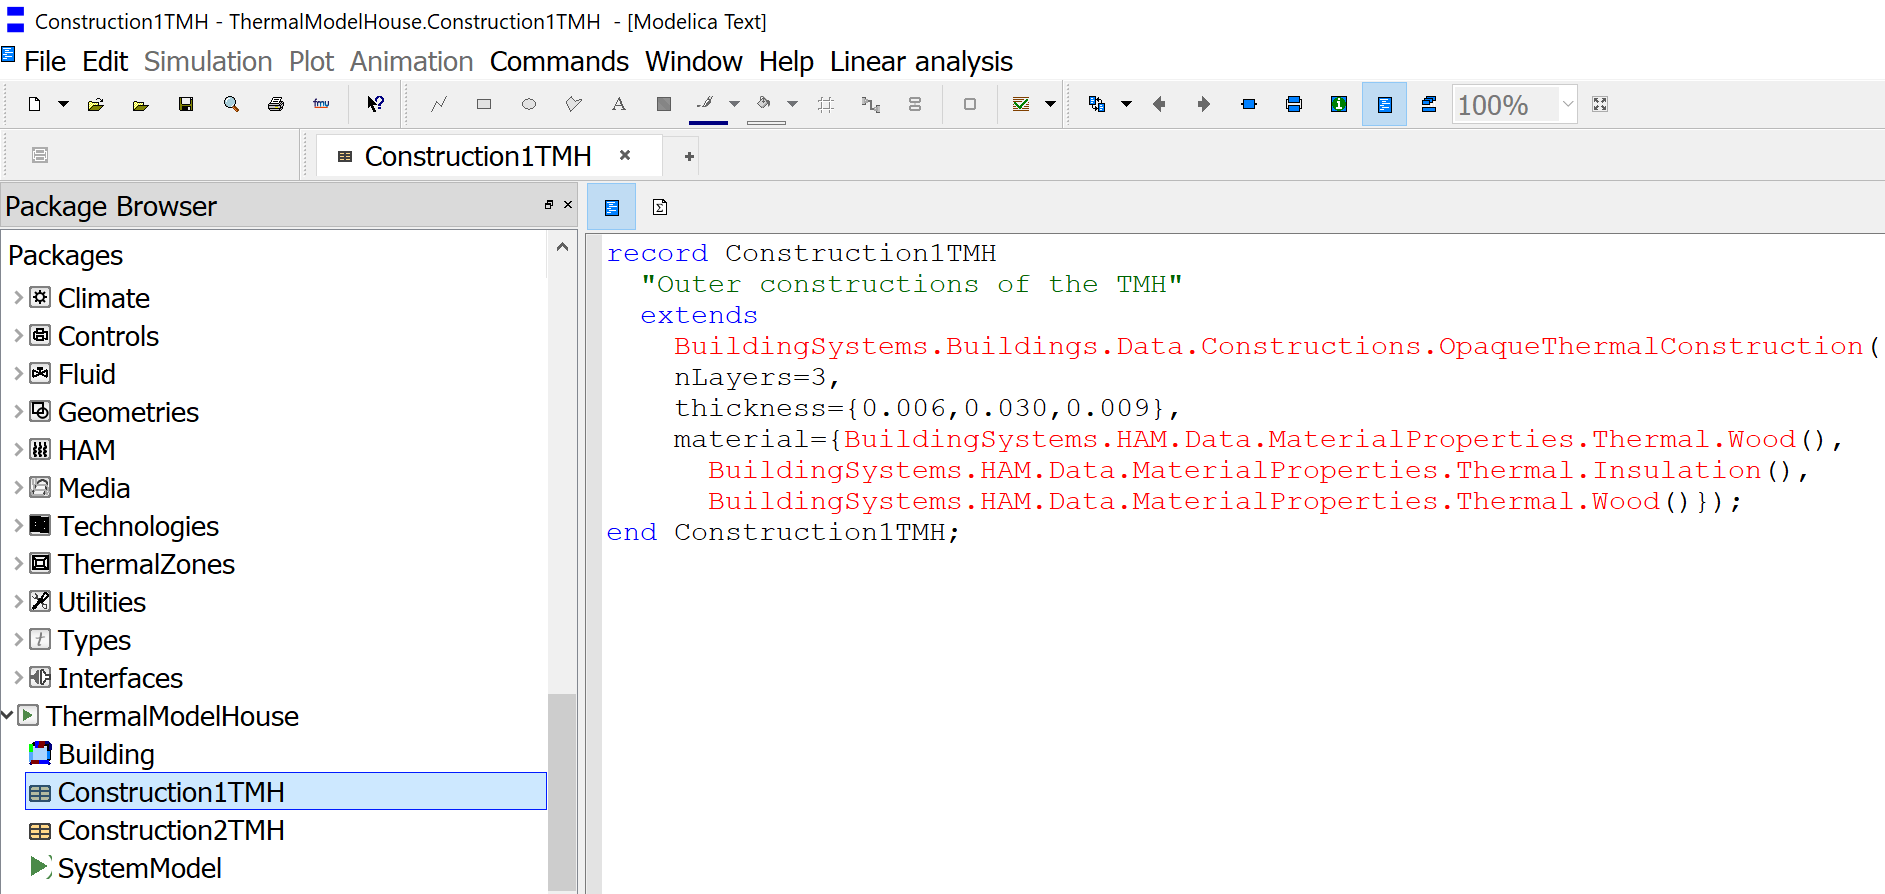 Construction1TMH - ThermalModelHouse.Construction1TMH - [Modelica Text]
File Edit Simulation Plot Animation Commands Window Help Linear analysis
fmu A 100%
Construction1TMH
Package Browser
Packages
Climate
Controls
Fluid
Geometries
HAM
Media
Technologies
ThermalZones
Utilities
Types
Interfaces
ThermalModelHouse
Building
Construction1TMH
Construction2TMH
SystemModel
record Construction1TMH
"Outer constructions of the TMH"
extends
BuildingSystems.Buildings.Data.Constructions.OpaqueThermalConstruction(
nLayers=3,
thickness={0.006,0.030,0.009},
material={BuildingSystems.HAM.Data.MaterialProperties.Thermal.Wood(),
BuildingSystems.HAM.Data.MaterialProperties.Thermal.Insulation(),
BuildingSystems.HAM.Data.MaterialProperties.Thermal.Wood()});
end Construction1TMH;